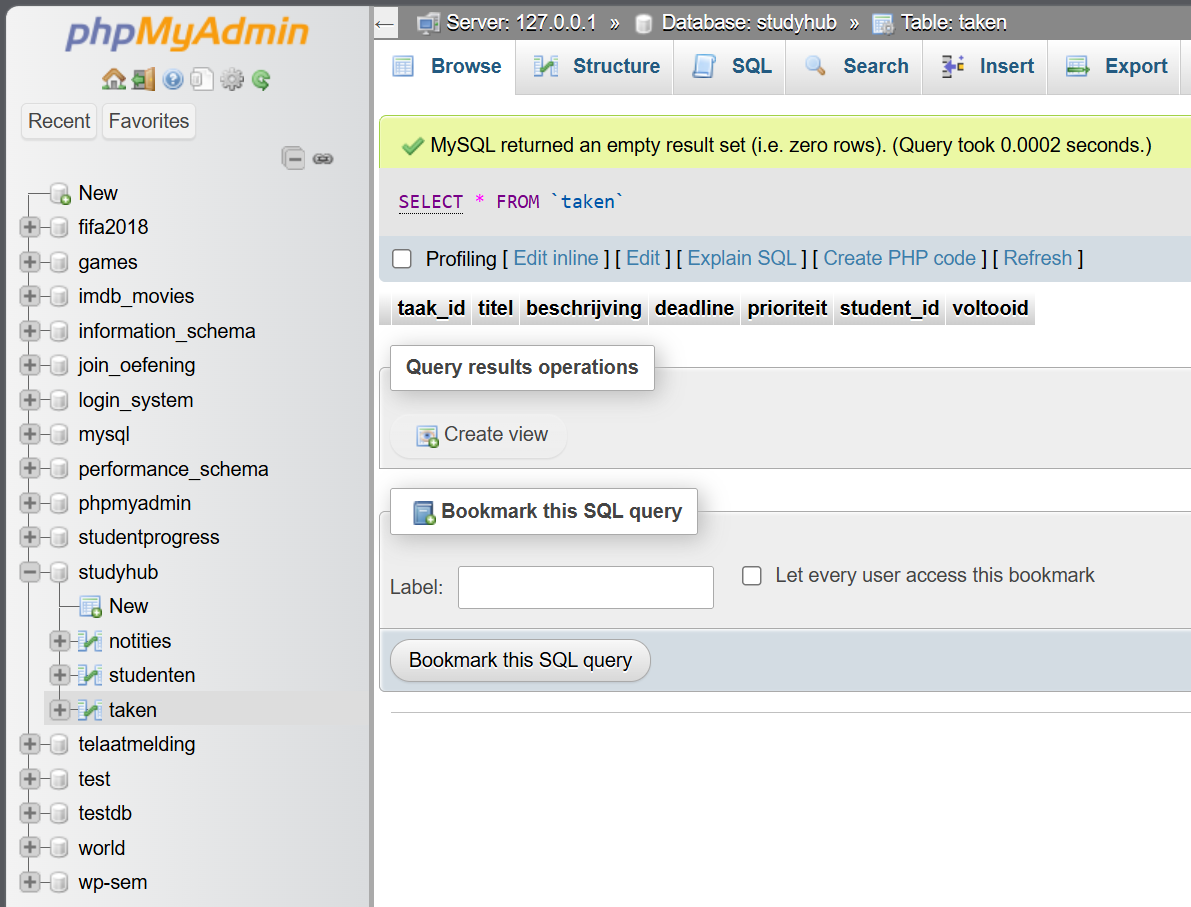 phpMyAdmin
Recent Favorites
New
fifa2018
games
imdb_movies
information_schema
join_oefening
login_system
mysql
performance_schema
phpmyadmin
studentprogress
studyhub
New
notities
studenten
taken
telaatmelding
test
testdb
world
wp-sem
← Server: 127.0.0.1 » Database: studyhub » Table: taken
Browse Structure SQL Search Insert Export
MySQL returned an empty result set (i.e. zero rows). (Query took 0.0002 seconds.)
SELECT * FROM `taken`
Profiling [ Edit inline ] [ Edit ] [ Explain SQL ] [ Create PHP code ] [ Refresh ]
taak_id titel beschrijving deadline prioriteit student_id voltooid
Query results operations
Create view
Bookmark this SQL query
Label: Let every user access this bookmark
Bookmark this SQL query